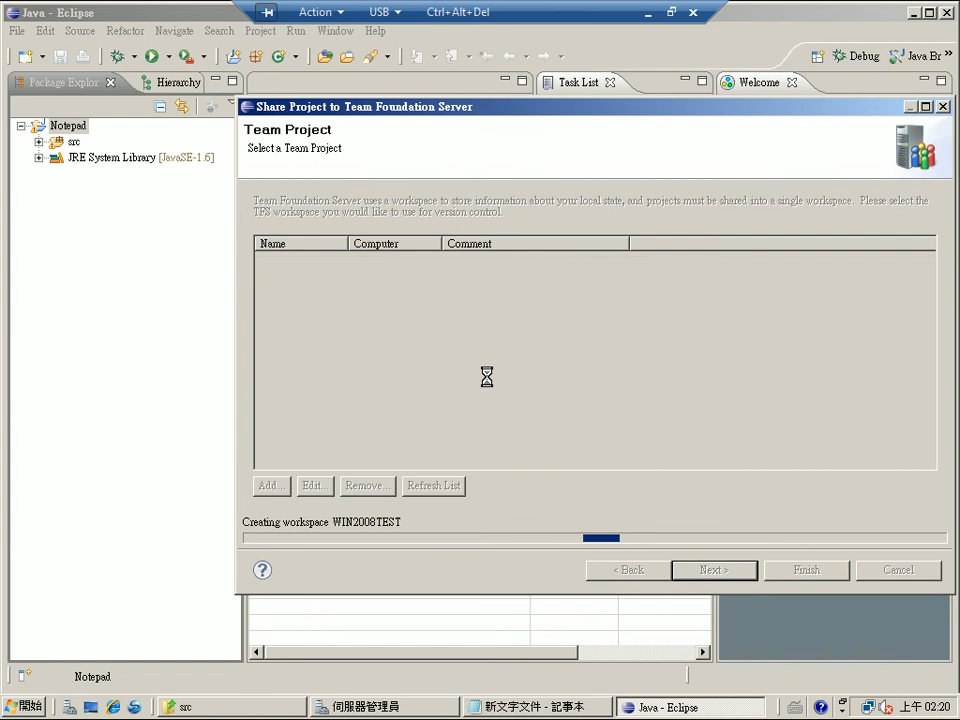 Java - Eclipse
Action
USB
Ctrl+Alt+Del
File Edit Source Refactor Navigate Search Project Run Window Help
Debug
Java Br »
Package Explor
Hierarchy
Task List
Welcome
Notepad
src
JRE System Library [JavaSE-1.6]
Share Project to Team Foundation Server
Team Project
Select a Team Project
Team Foundation Server uses a workspace to store information about your local state, and projects must be shared into a single workspace. Please select the
TFS workspace you would like to use for version control.
Name Computer Comment
Add... Edit... Remove... Refresh List
Creating workspace WIN2008TEST
?
< Back Next > Finish Cancel
Notepad
開始
src
伺服器管理員
新文字文件 - 記事本
Java - Eclipse
上午 02:20